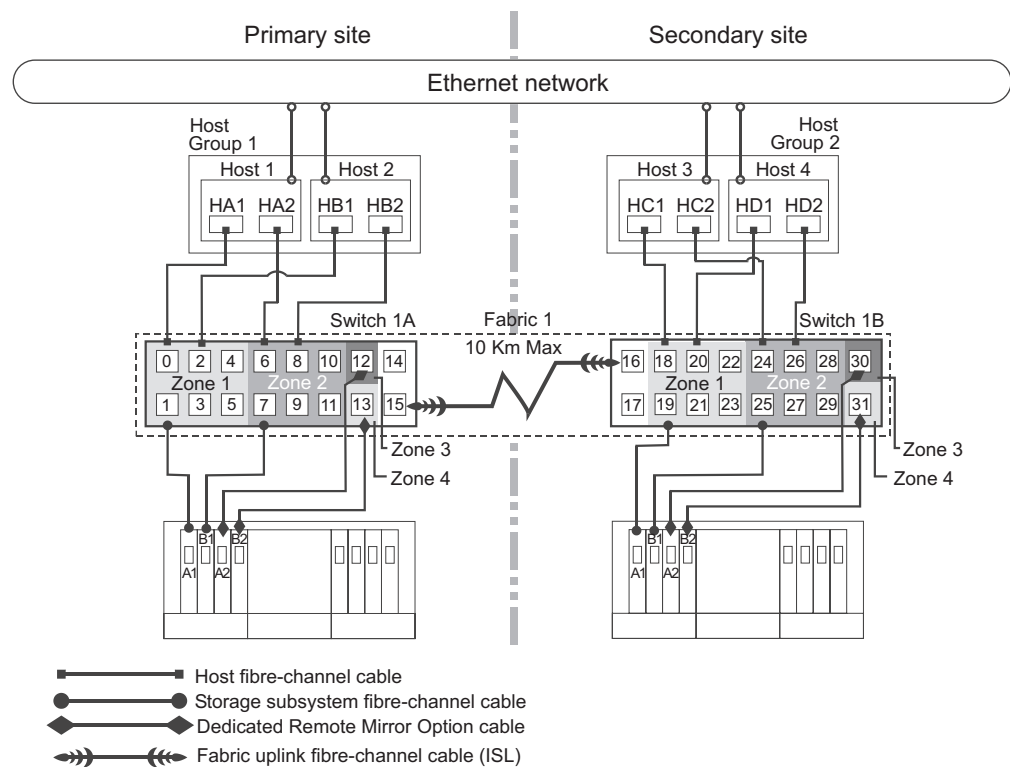 Primary site
Secondary site
Ethernet network
Host
Group 1
Host 1
Host 2
HA1 HA2 HB1 HB2
Host
Group 2
Host 3
Host 4
HC1 HC2 HD1 HD2
Switch 1A
Fabric 1
10 Km Max
Switch 1B
0 2 4 6 8 10 12 14
Zone 1 Zone 2
1 3 5 7 9 11 13 15
16 18 20 22 24 26 28 30
Zone 1 Zone 2
17 19 21 23 25 27 29 31
Zone 3
Zone 4
Zone 3
Zone 4
B1 B2
A1 A2
B1 B2
A1 A2
Host fibre-channel cable
Storage subsystem fibre-channel cable
Dedicated Remote Mirror Option cable
Fabric uplink fibre-channel cable (ISL)